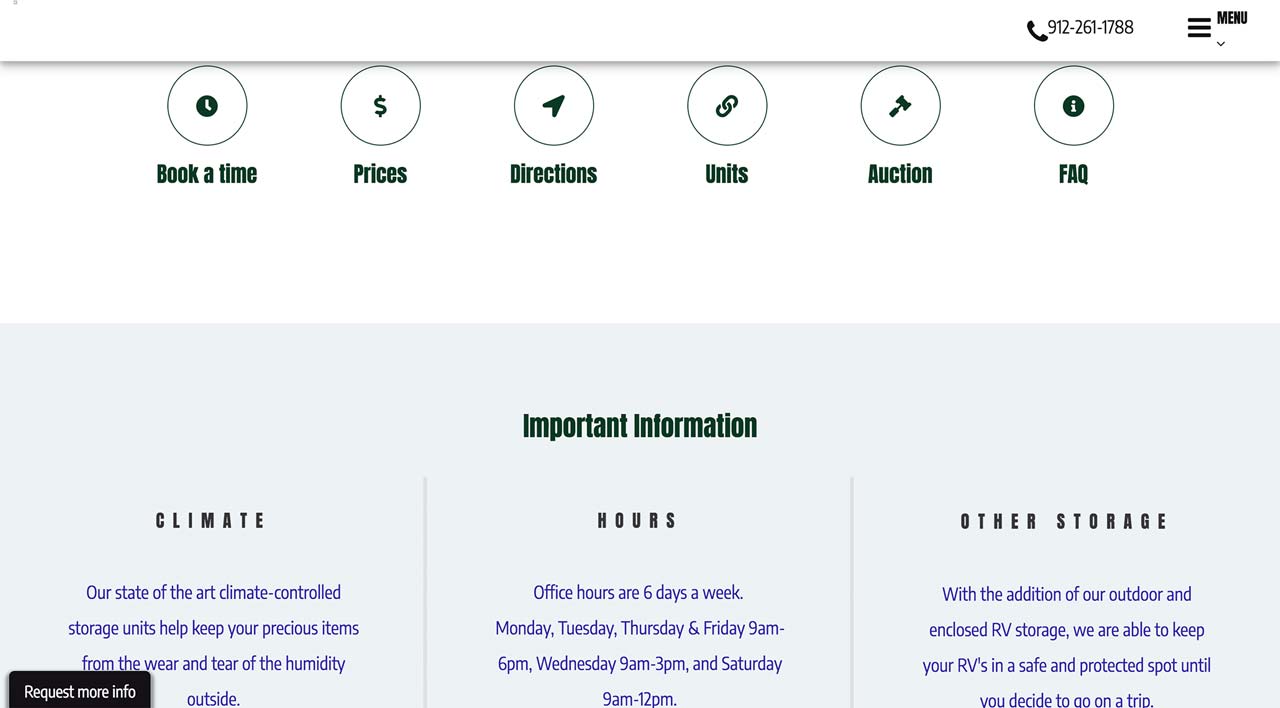 912-261-1788
MENU
Book a time
Prices
Directions
Units
Auction
FAQ
Important Information
CLIMATE
Our state of the art climate-controlled
storage units help keep your precious items
from the wear and tear of the humidity
outside.
HOURS
Office hours are 6 days a week.
Monday, Tuesday, Thursday & Friday 9am-
6pm, Wednesday 9am-3pm, and Saturday
9am-12pm.
OTHER STORAGE
With the addition of our outdoor and
enclosed RV storage, we are able to keep
your RV's in a safe and protected spot until
you decide to go on a trip.
Request more info